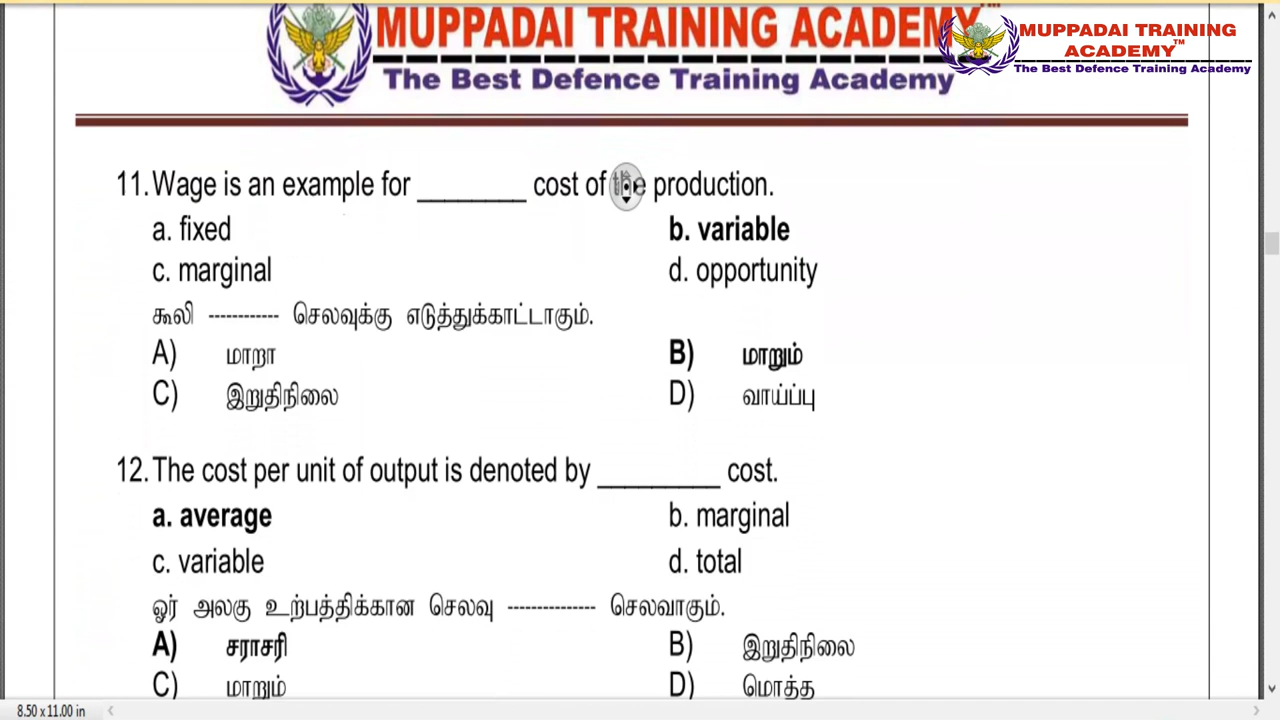 MUPPADAI TRAINING ACADEMY™
The Best Defence Training Academy
MUPPADAI TRAINING
ACADEMY™
The Best Defence Training Academy
11. Wage is an example for ________ cost of the production.
a. fixed b. variable
c. marginal d. opportunity
கூலி ------------ செலவுக்கு எடுத்துக்காட்டாகும்.
A) மாறா B) மாறும்
C) இறுதிநிலை D) வாய்ப்பு
12. The cost per unit of output is denoted by _________ cost.
a. average b. marginal
c. variable d. total
ஓர் அலகு உற்பத்திக்கான செலவு --------------- செலவாகும்.
A) சராசரி B) இறுதிநிலை
C) மாறும் D) மொத்த
8.50 x 11.00 in